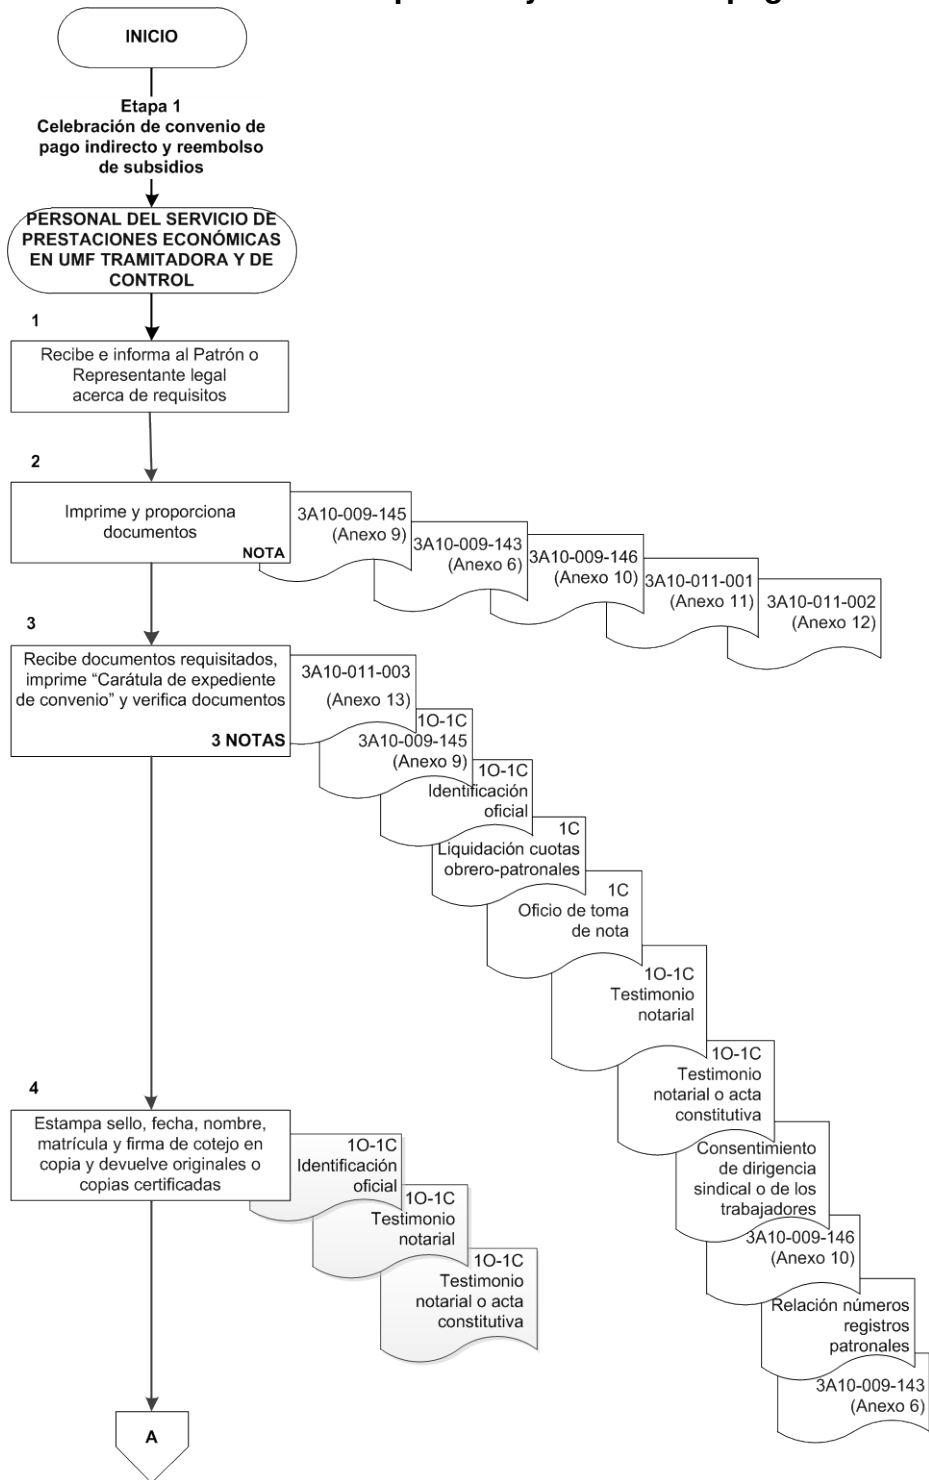 INICIO
Etapa 1
Celebración de convenio de
pago indirecto y reembolso
de subsidios
PERSONAL DEL SERVICIO DE
PRESTACIONES ECONÓMICAS
EN UMF TRAMITADORA Y DE
CONTROL
1
Recibe e informa al Patrón o
Representante legal
acerca de requisitos
2
Imprime y proporciona
documentos
NOTA
3A10-009-145
(Anexo 9)
3A10-009-143
(Anexo 6)
3A10-009-146
(Anexo 10)
3A10-011-001
(Anexo 11)
3A10-011-002
(Anexo 12)
3
Recibe documentos requisitados,
imprime “Carátula de expediente
de convenio” y verifica documentos
3 NOTAS
3A10-011-003
(Anexo 13)
1O-1C
3A10-009-145
(Anexo 9)
1O-1C
Identificación
oficial
1C
Liquidación cuotas
obrero-patronales
1C
Oficio de toma
de nota
1O-1C
Testimonio
notarial
1O-1C
Testimonio
notarial o acta
constitutiva
Consentimiento
de dirigencia
sindical o de los
trabajadores
3A10-009-146
(Anexo 10)
Relación números
registros
patronales
3A10-009-143
(Anexo 6)
4
Estampa sello, fecha, nombre,
matrícula y firma de cotejo en
copia y devuelve originales o
copias certificadas
1O-1C
Identificación
oficial
1O-1C
Testimonio
notarial
1O-1C
Testimonio
notarial o acta
constitutiva
A